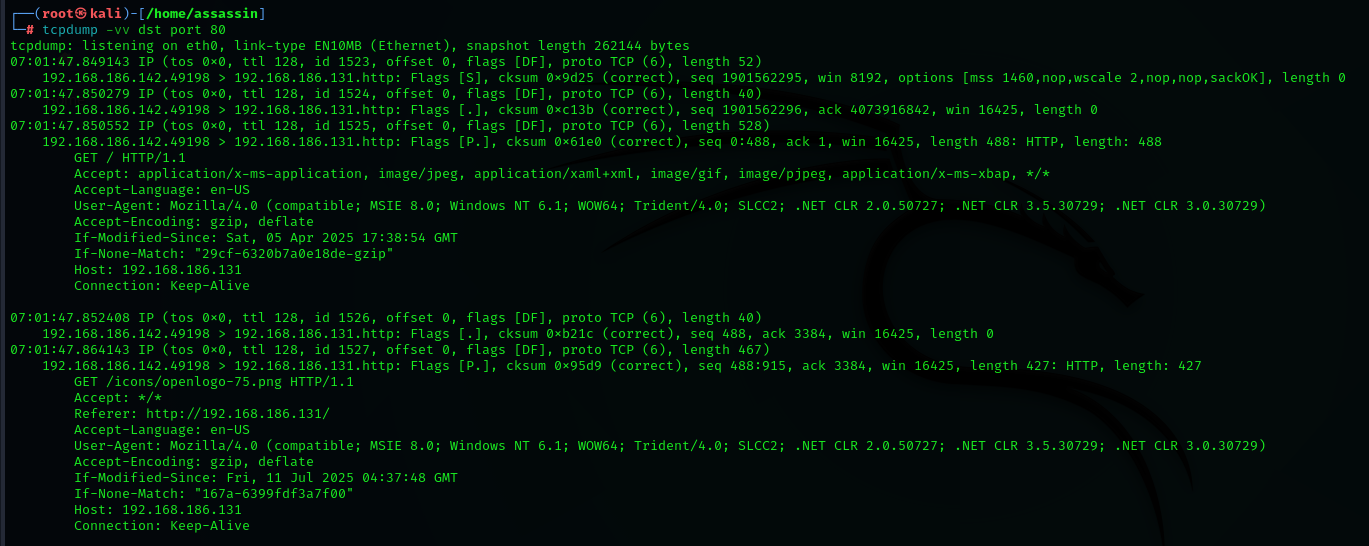 ┌──(root㉿kali)-[/home/assassin]
└─# tcpdump -vv dst port 80
tcpdump: listening on eth0, link-type EN10MB (Ethernet), snapshot length 262144 bytes
07:01:47.849143 IP (tos 0×0, ttl 128, id 1523, offset 0, flags [DF], proto TCP (6), length 52)
    192.168.186.142.49198 > 192.168.186.131.http: Flags [S], cksum 0×9d25 (correct), seq 1901562295, win 8192, options [mss 1460,nop,wscale 2,nop,nop,sackOK], length 0
07:01:47.850279 IP (tos 0×0, ttl 128, id 1524, offset 0, flags [DF], proto TCP (6), length 40)
    192.168.186.142.49198 > 192.168.186.131.http: Flags [.], cksum 0×c13b (correct), seq 1901562296, ack 4073916842, win 16425, length 0
07:01:47.850552 IP (tos 0×0, ttl 128, id 1525, offset 0, flags [DF], proto TCP (6), length 528)
    192.168.186.142.49198 > 192.168.186.131.http: Flags [P.], cksum 0×61e0 (correct), seq 0:488, ack 1, win 16425, length 488: HTTP, length: 488
        GET / HTTP/1.1
        Accept: application/x-ms-application, image/jpeg, application/xaml+xml, image/gif, image/pjpeg, application/x-ms-xbap, */*
        Accept-Language: en-US
        User-Agent: Mozilla/4.0 (compatible; MSIE 8.0; Windows NT 6.1; WOW64; Trident/4.0; SLCC2; .NET CLR 2.0.50727; .NET CLR 3.5.30729; .NET CLR 3.0.30729)
        Accept-Encoding: gzip, deflate
        If-Modified-Since: Sat, 05 Apr 2025 17:38:54 GMT
        If-None-Match: "29cf-6320b7a0e18de-gzip"
        Host: 192.168.186.131
        Connection: Keep-Alive

07:01:47.852408 IP (tos 0×0, ttl 128, id 1526, offset 0, flags [DF], proto TCP (6), length 40)
    192.168.186.142.49198 > 192.168.186.131.http: Flags [.], cksum 0×b21c (correct), seq 488, ack 3384, win 16425, length 0
07:01:47.864143 IP (tos 0×0, ttl 128, id 1527, offset 0, flags [DF], proto TCP (6), length 467)
    192.168.186.142.49198 > 192.168.186.131.http: Flags [P.], cksum 0×95d9 (correct), seq 488:915, ack 3384, win 16425, length 427: HTTP, length: 427
        GET /icons/openlogo-75.png HTTP/1.1
        Accept: */*
        Referer: http://192.168.186.131/
        Accept-Language: en-US
        User-Agent: Mozilla/4.0 (compatible; MSIE 8.0; Windows NT 6.1; WOW64; Trident/4.0; SLCC2; .NET CLR 2.0.50727; .NET CLR 3.5.30729; .NET CLR 3.0.30729)
        Accept-Encoding: gzip, deflate
        If-Modified-Since: Fri, 11 Jul 2025 04:37:48 GMT
        If-None-Match: "167a-6399fdf3a7f00"
        Host: 192.168.186.131
        Connection: Keep-Alive